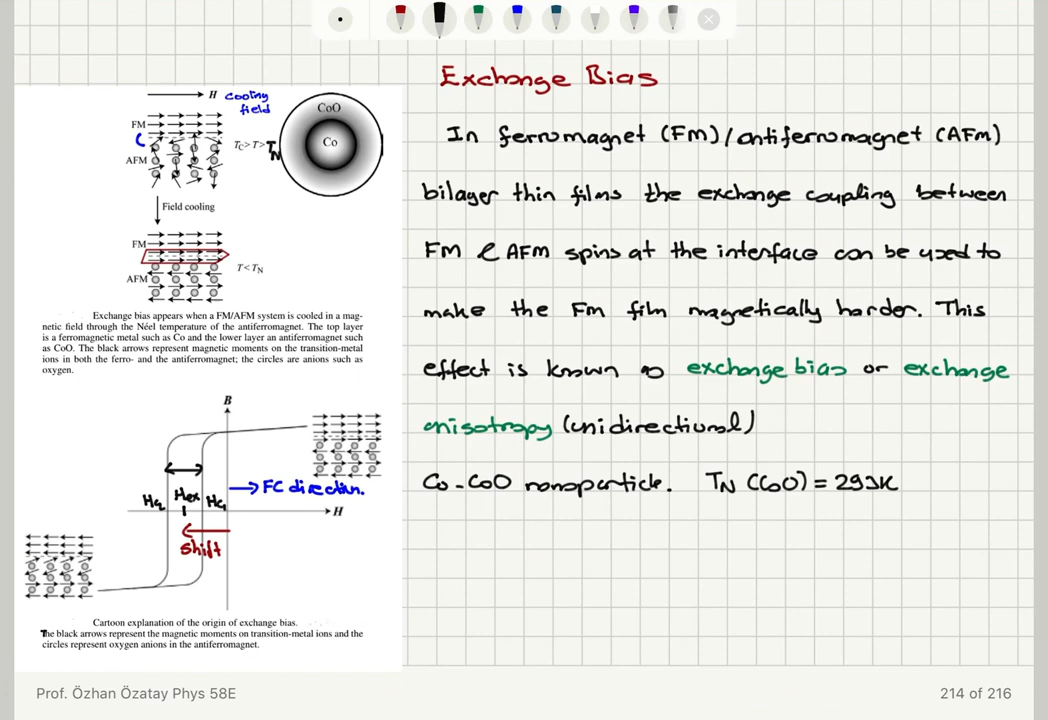 H cooling
field
FM
AFM
TC> T>TN
CoO
Co
Field cooling
FM
AFM
T<TN
Exchange bias appears when a FM/AFM system is cooled in a mag-
netic field through the Néel temperature of the antiferromagnet. The top layer
is a ferromagnetic metal such as Co and the lower layer an antiferromagnet such
as CoO. The black arrows represent magnetic moments on the transition-metal
ions in both the ferro- and the antiferromagnet; the circles are anions such as
oxygen.
B
→ FC direction.
Hc2 Hex Hc1
H
shift
Cartoon explanation of the origin of exchange bias.
The black arrows represent the magnetic moments on transition-metal ions and the
circles represent oxygen anions in the antiferromagnet.
Exchange Bias
In ferromagnet (FM)/antiferromagnet (AFM)
bilayer thin films the exchange coupling between
FM & AFM spins at the interface can be used to
make the FM film magnetically harder. This
effect is known as exchange bias or exchange
anisotropy (unidirectional)
Co-CoO nanoparticle. TN (CoO) = 293K
Prof. Özhan Özatay Phys 58E
214 of 216